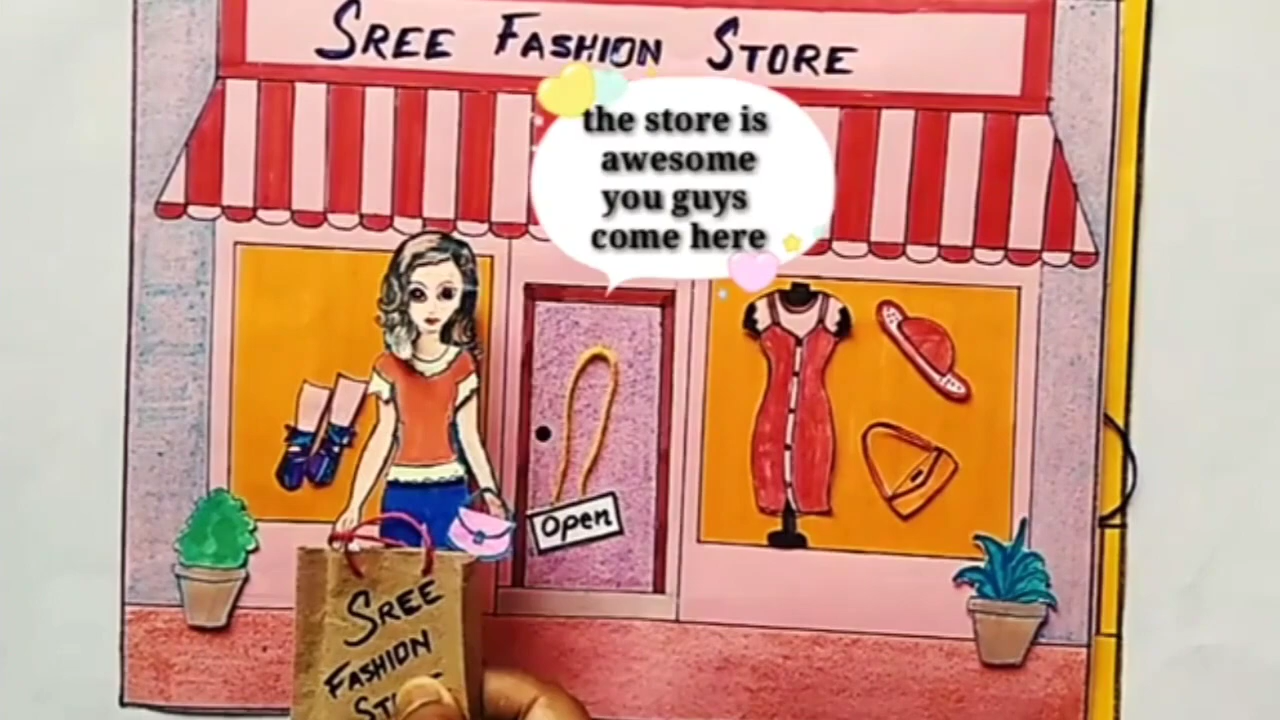 SREE FASHION STORE
the store is
awesome
you guys
come here
Open
SREE
FASHION